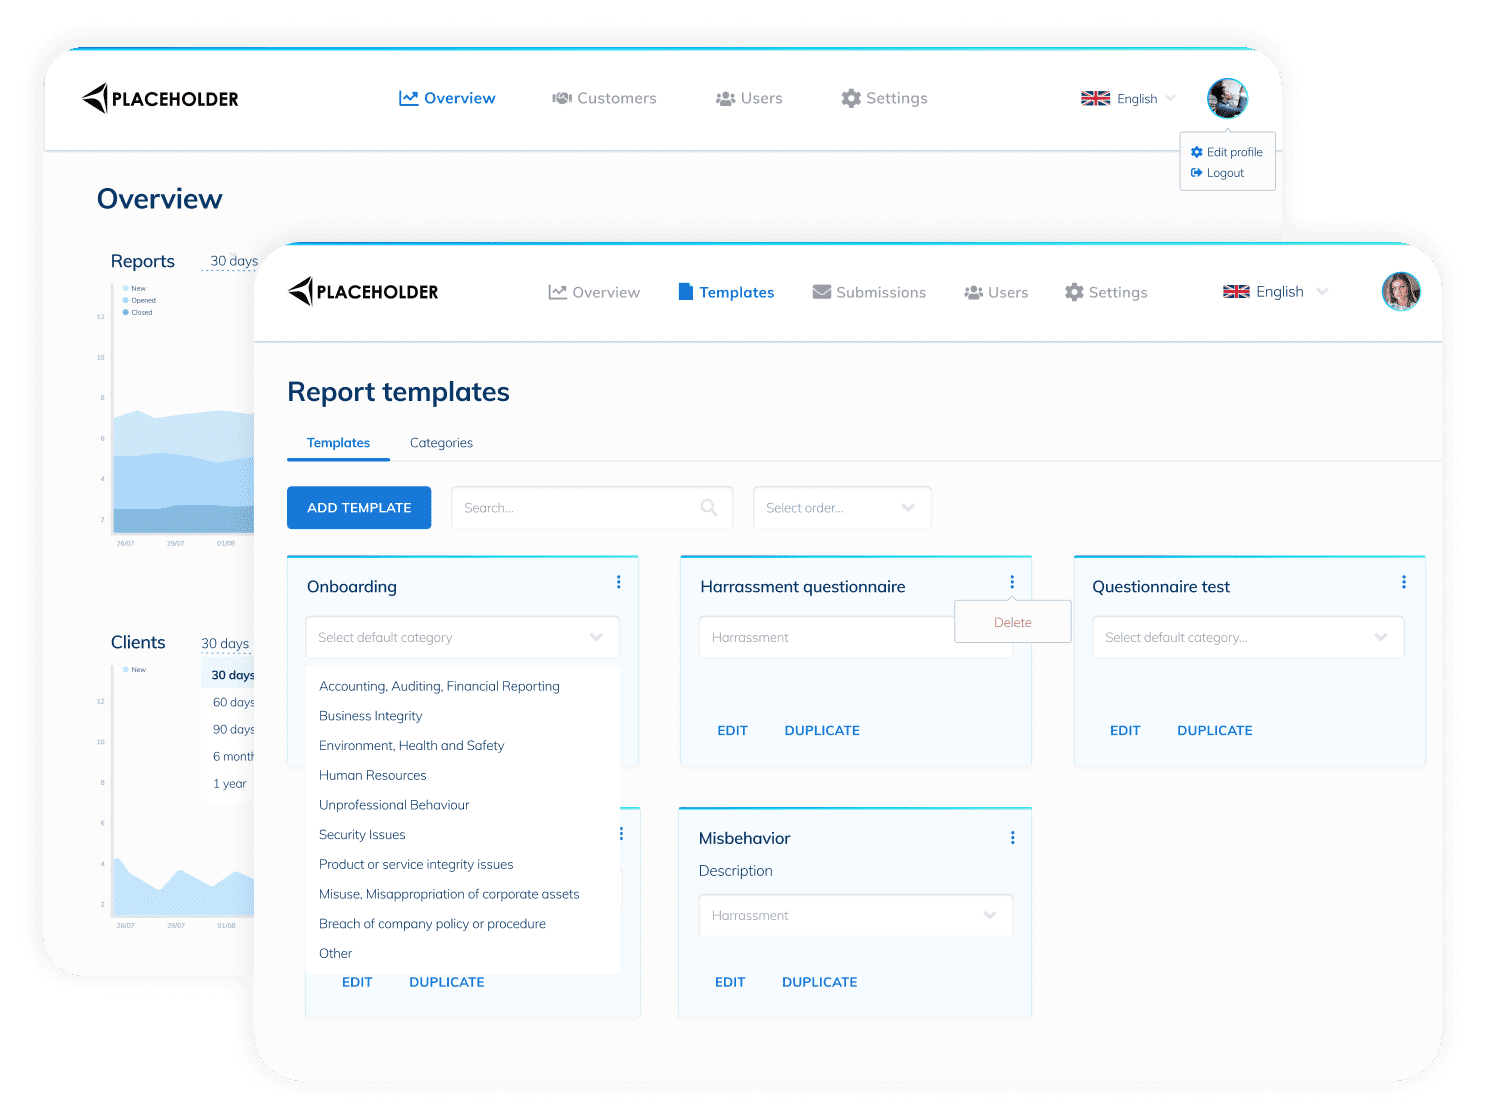 PLACEHOLDER
Overview
Customers
Users
Settings
English
Edit profile
Logout
Overview
Reports
30 days
New
Opened
Closed
12
10
8
6
4
2
26/07
29/07
01/08
Clients
30 days
New
30 days
60 days
90 days
6 mont
1 year
12
10
8
6
4
2
26/07
29/07
01/08
PLACEHOLDER
Overview
Templates
Submissions
Users
Settings
English
Report templates
Templates
Categories
ADD TEMPLATE
Search...
Select order...
Onboarding
Select default category
Accounting, Auditing, Financial Reporting
Business Integrity
Environment, Health and Safety
Human Resources
Unprofessional Behaviour
Security Issues
Product or service integrity issues
Misuse, Misappropriation of corporate assets
Breach of company policy or procedure
Other
EDIT
DUPLICATE
Harrassment questionnaire
Delete
Harrassment
EDIT
DUPLICATE
Questionnaire test
Select default category...
EDIT
DUPLICATE
Misbehavior
Description
Harrassment
EDIT
DUPLICATE